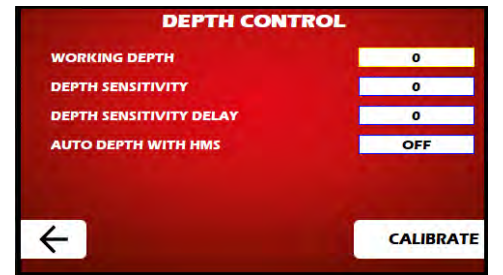 DEPTH CONTROL
WORKING DEPTH 0
DEPTH SENSITIVITY 0
DEPTH SENSITIVITY DELAY 0
AUTO DEPTH WITH HMS OFF
CALIBRATE